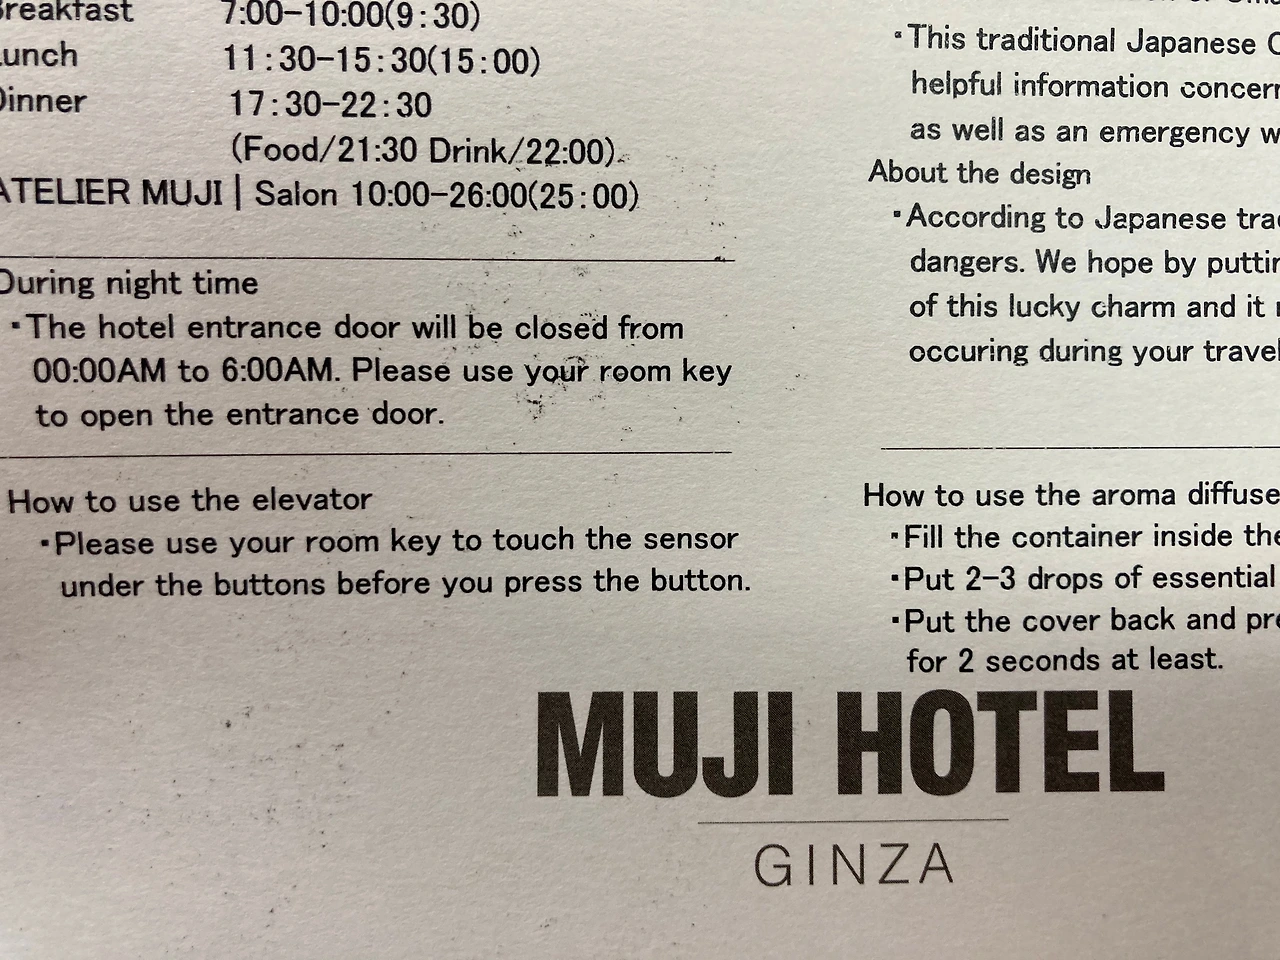 Breakfast 7:00-10:00(9:30)
Lunch 11:30-15:30(15:00)
Dinner 17:30-22:30
(Food/21:30 Drink/22:00)
ATELIER MUJI | Salon 10:00-26:00(25:00)
During night time
・The hotel entrance door will be closed from
00:00AM to 6:00AM. Please use your room key
to open the entrance door.
How to use the elevator
・Please use your room key to touch the sensor
under the buttons before you press the button.
・This traditional Japanese
helpful information
as well as an emergency
About the design
・According to Japanese
dangers. We hope by
of this lucky charm and it
occuring during your
How to use the aroma
・Fill the container inside
・Put 2-3 drops of essential
・Put the cover back and
for 2 seconds at least.
MUJI HOTEL
GINZA